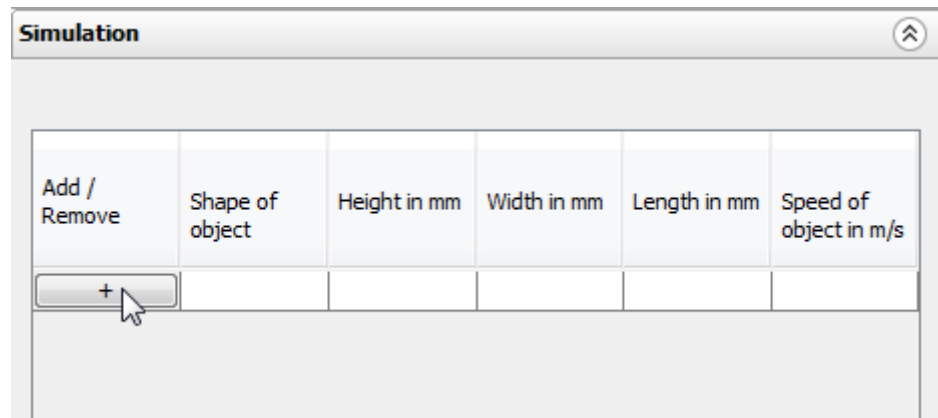 Simulation
Add /
Remove
Shape of
object
Height in mm
Width in mm
Length in mm
Speed of
object in m/s
+